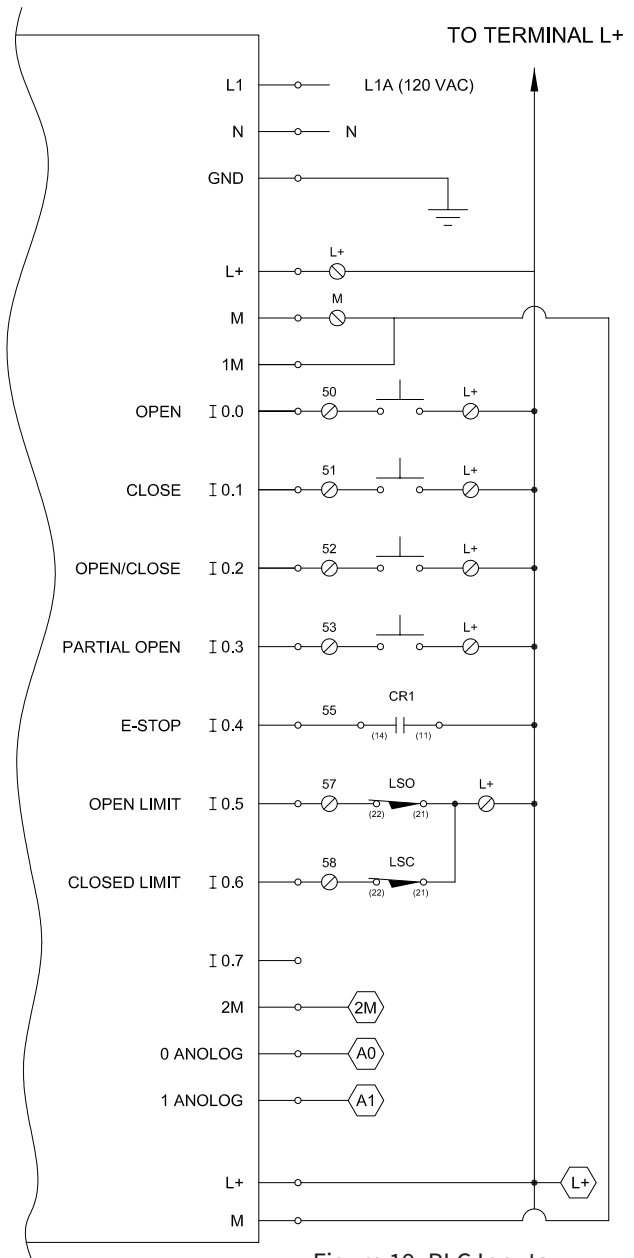 TO TERMINAL L+
L1 L1A (120 VAC)
N N
GND
L+ L+
M M
1M
OPEN I 0.0 50 L+
CLOSE I 0.1 51 L+
OPEN/CLOSE I 0.2 52 L+
PARTIAL OPEN I 0.3 53 L+
E-STOP I 0.4 55 CR1 (14) (11)
OPEN LIMIT I 0.5 57 LSO (22) (21) L+
CLOSED LIMIT I 0.6 58 LSC (22) (21)
I 0.7
2M 2M
0 ANOLOG A0
1 ANOLOG A1
L+ L+
M